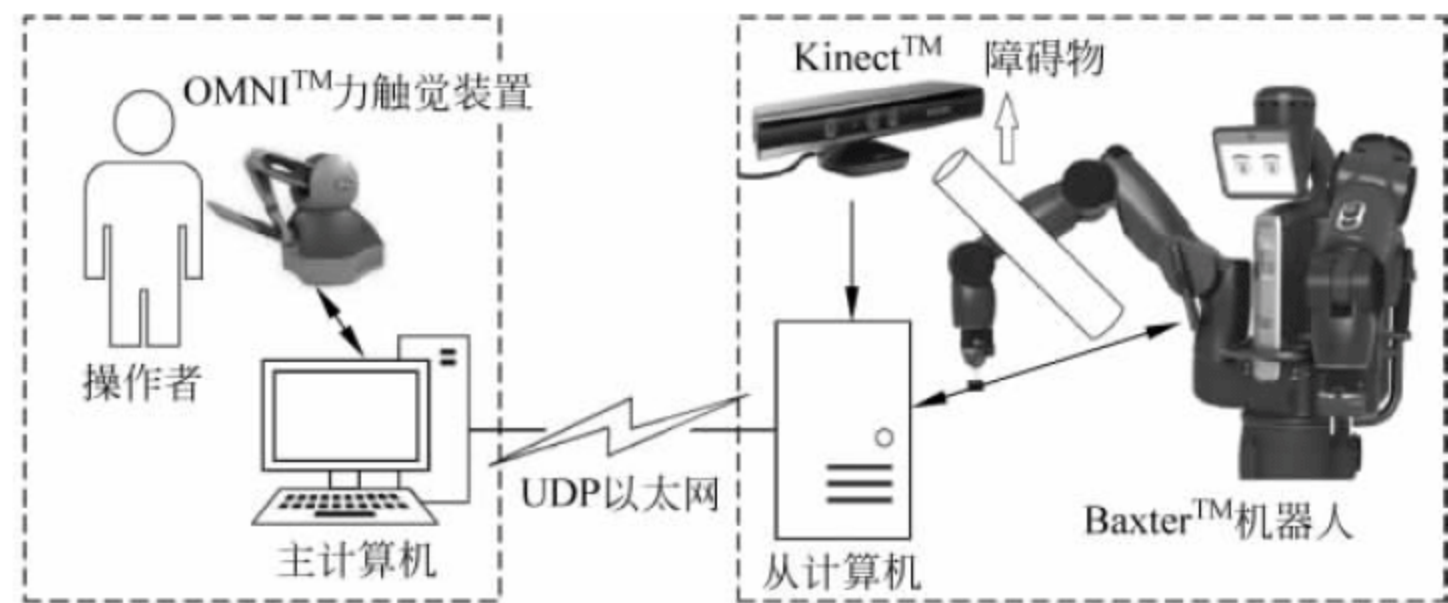 OMNI™力触觉装置
操作者
主计算机
UDP以太网
Kinect™
障碍物
从计算机
Baxter™机器人